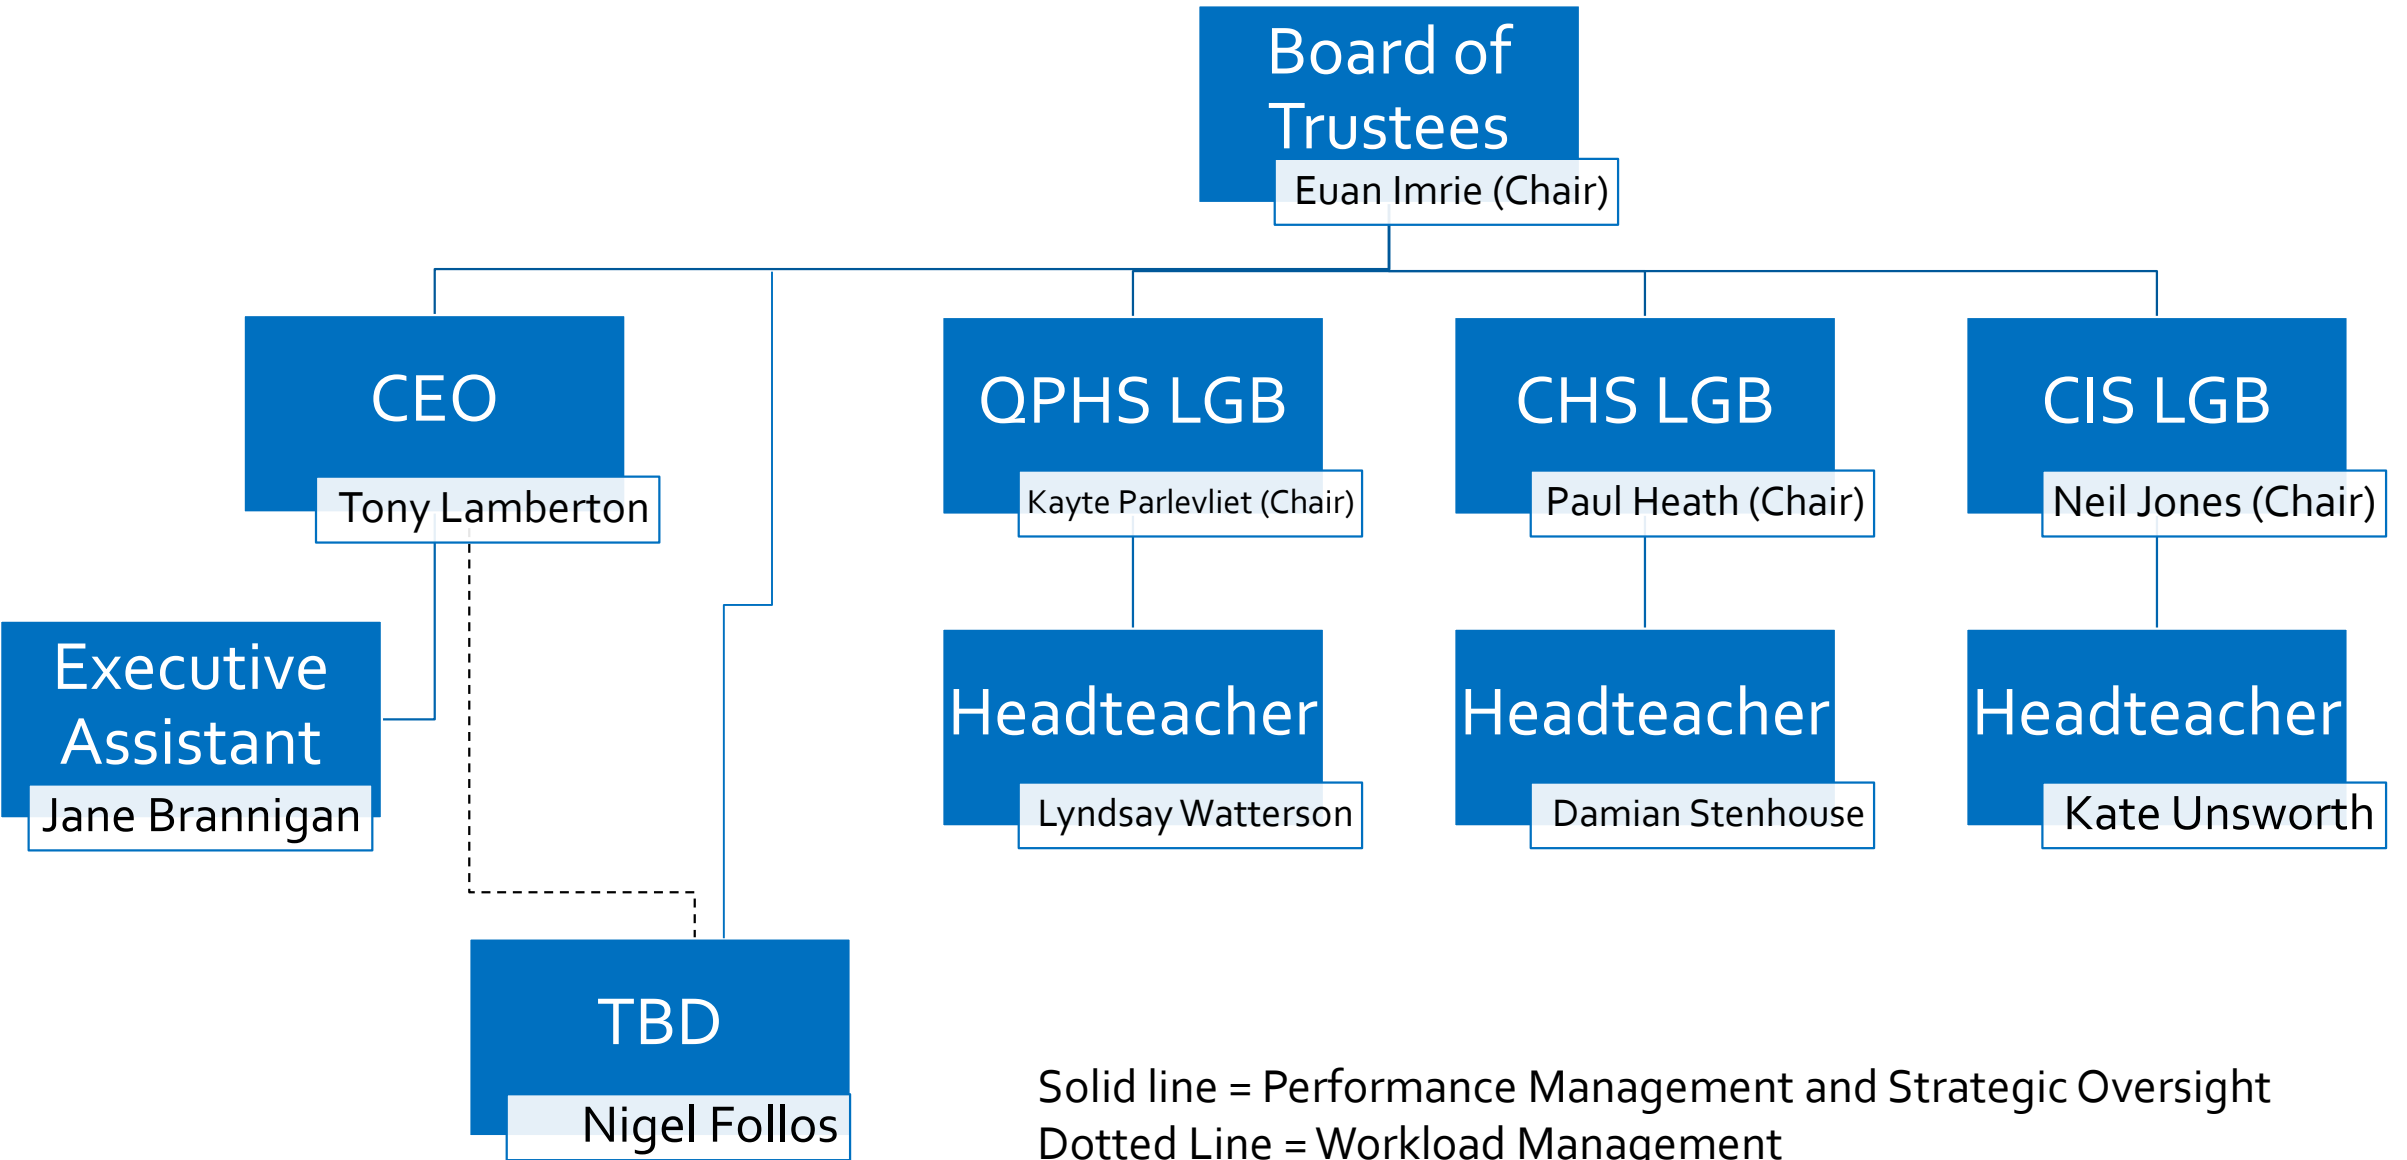 Board of
Trustees
Euan Imrie (Chair)
CEO
Tony Lamberton
QPHS LGB
Kayte Parlevliet (Chair)
CHS LGB
Paul Heath (Chair)
CIS LGB
Neil Jones (Chair)
Executive
Assistant
Jane Brannigan
Headteacher
Lyndsay Watterson
Headteacher
Damian Stenhouse
Headteacher
Kate Unsworth
TBD
Nigel Follos
Solid line = Performance Management and Strategic Oversight
Dotted Line = Workload Management